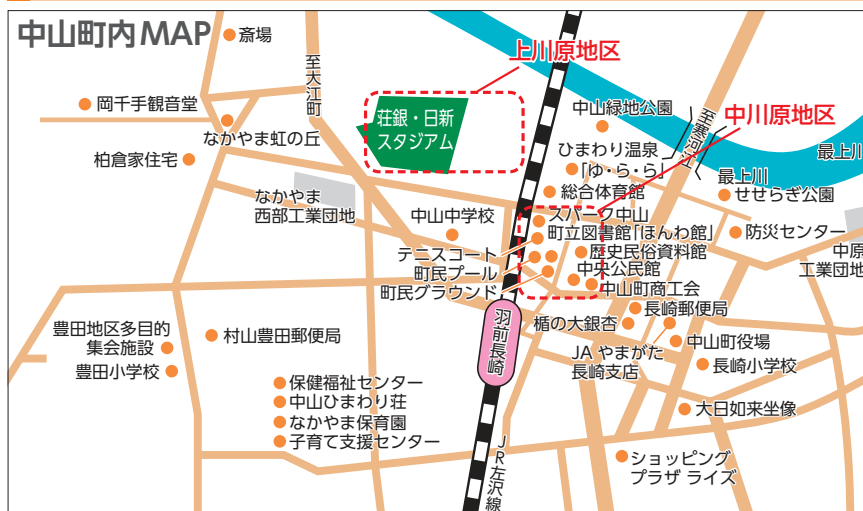 中山町内MAP
斎場
上川原地区
至大江町
岡千手観音堂
荘銀・日新
スタジアム
中山緑地公園
至寒河江
中川原地区
なかやま虹の丘
ひまわり温泉
「ゆ・ら・ら」
最上川
柏倉家住宅
総合体育館
最上川
せせらぎ公園
なかやま
西部工業団地
中山中学校
スパーク中山
町立図書館「ほんわ館」
防災センター
テニスコート
歴史民俗資料館
中原
工業団地
町民プール
中央公民館
町民グラウンド
中山町商工会
長崎郵便局
羽前長崎
楯の大銀杏
豊田地区多目的
集会施設
村山豊田郵便局
中山町役場
JA やまがた
長崎支店
豊田小学校
長崎小学校
保健福祉センター
中山ひまわり荘
大日如来坐像
なかやま保育園
子育て支援センター
JR左沢線
ショッピング
プラザ ライズ